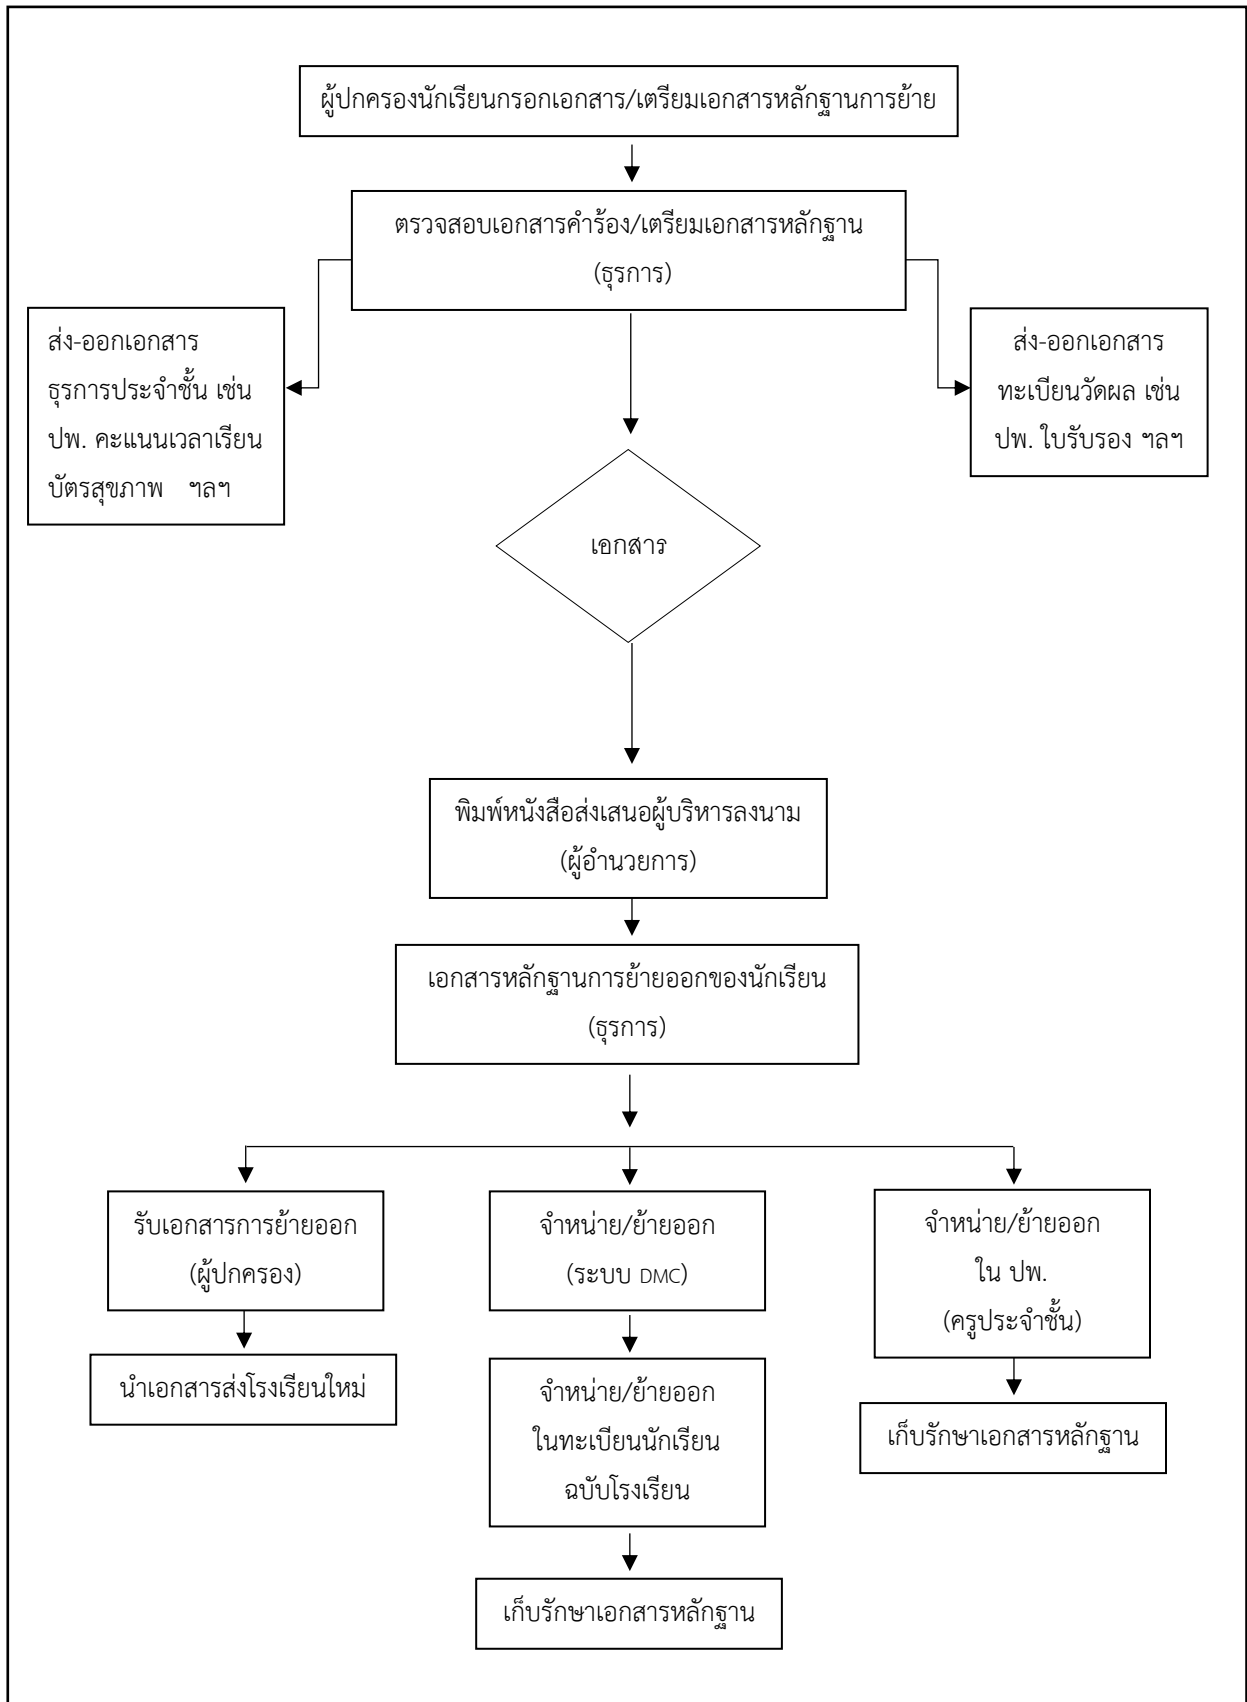 ผู้ปกครองนักเรียนกรอกเอกสาร/เตรียมเอกสารหลักฐานการย้าย
ตรวจสอบเอกสารคำร้อง/เตรียมเอกสารหลักฐาน
(ธุรการ)
ส่ง-ออกเอกสาร
ธุรการประจำชั้น เช่น
ปพ. คะแนนเวลาเรียน
บัตรสุขภาพ ฯลฯ
ส่ง-ออกเอกสาร
ทะเบียนวัดผล เช่น
ปพ. ใบรับรอง ฯลฯ
เอกสาร
พิมพ์หนังสือส่งเสนอผู้บริหารลงนาม
(ผู้อำนวยการ)
เอกสารหลักฐานการย้ายออกของนักเรียน
(ธุรการ)
รับเอกสารการย้ายออก
(ผู้ปกครอง)
นำเอกสารส่งโรงเรียนใหม่
จำหน่าย/ย้ายออก
(ระบบ DMC)
จำหน่าย/ย้ายออก
ในทะเบียนนักเรียน
ฉบับโรงเรียน
เก็บรักษาเอกสารหลักฐาน
จำหน่าย/ย้ายออก
ใน ปพ.
(ครูประจำชั้น)
เก็บรักษาเอกสารหลักฐาน